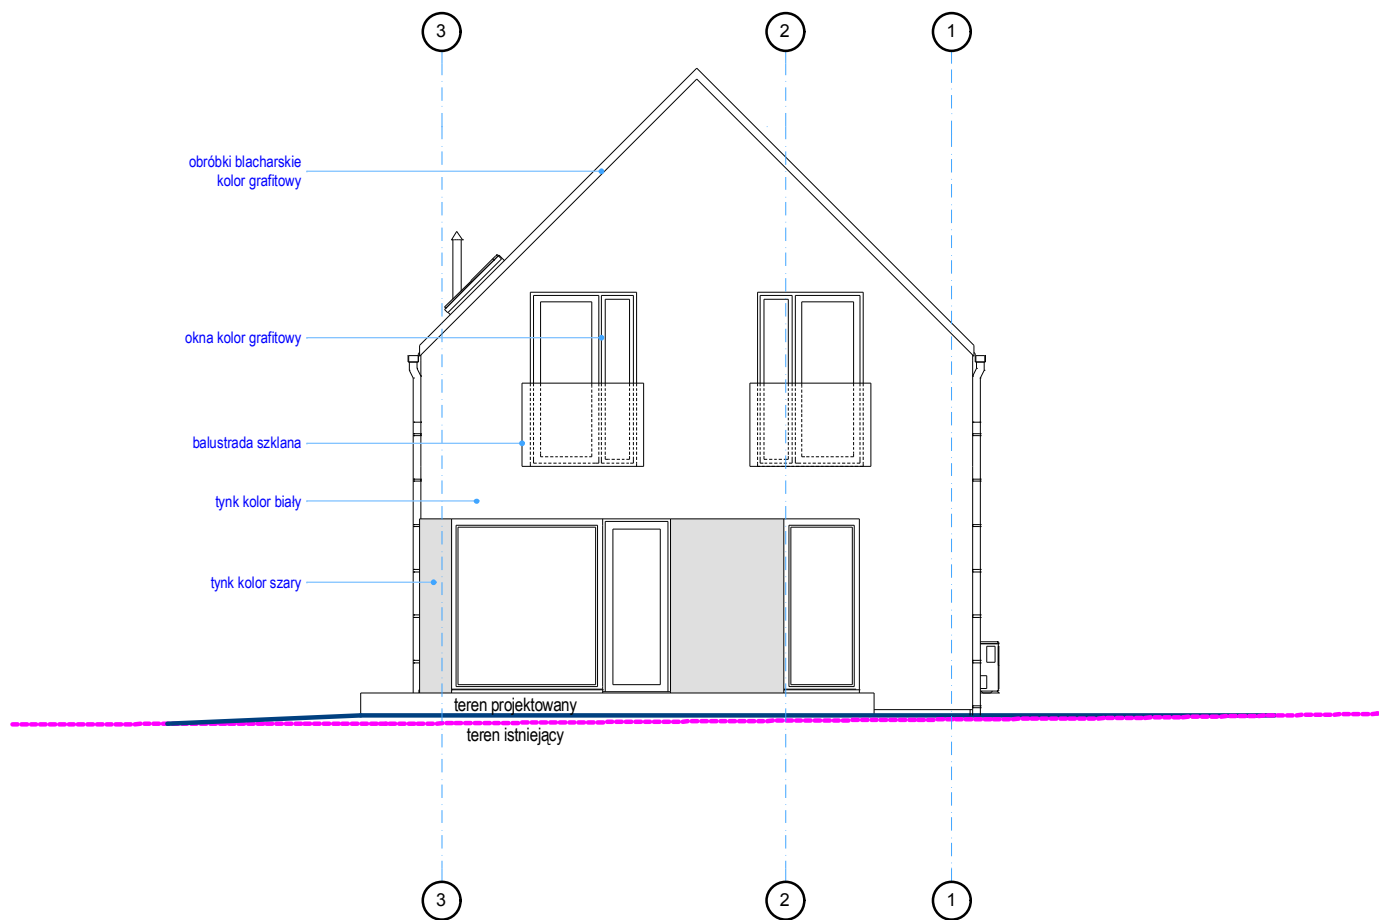 3
2
1
obróbki blacharskie
kolor grafitowy
okna kolor grafitowy
balustrada szklana
tynk kolor biały
tynk kolor szary
teren projektowany
teren istniejący
3
2
1